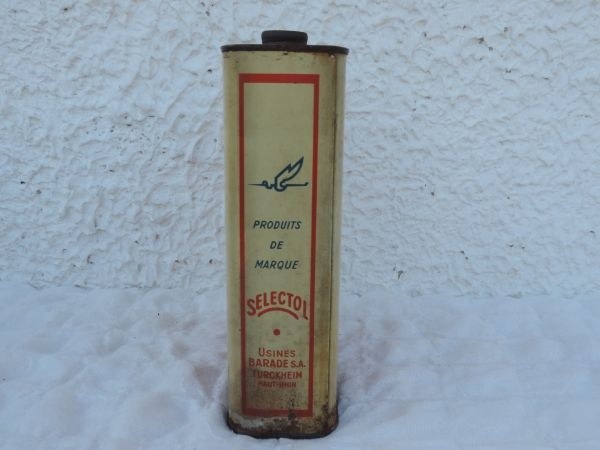 PRODUITS
DE
MARQUE
SELECTOL
USINES
BARADE S.A.
TURCKHEIM
HAUT-RHIN